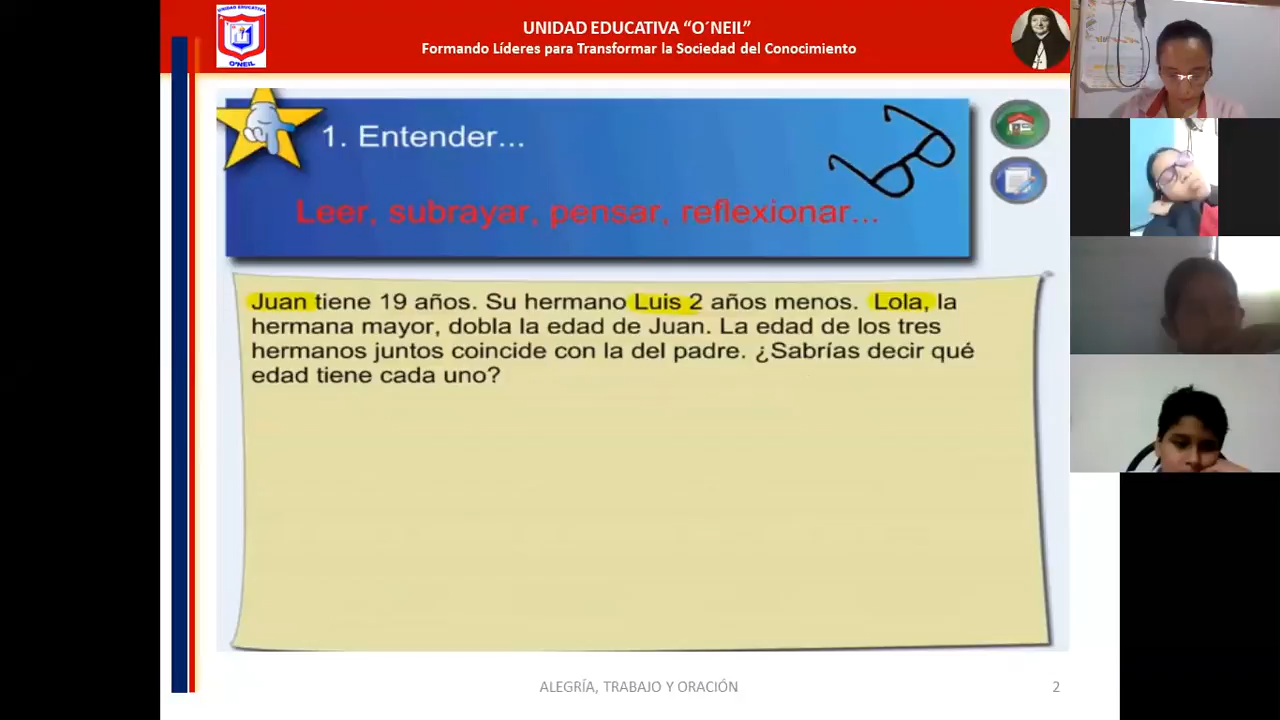 UNIDAD EDUCATIVA
O'NEIL
UNIDAD EDUCATIVA “O´NEIL”
Formando Líderes para Transformar la Sociedad del Conocimiento
1. Entender...
Leer, subrayar, pensar, reflexionar...
Juan tiene 19 años. Su hermano Luis 2 años menos. Lola, la
hermana mayor, dobla la edad de Juan. La edad de los tres
hermanos juntos coincide con la del padre. ¿Sabrías decir qué
edad tiene cada uno?
ALEGRÍA, TRABAJO Y ORACIÓN
2